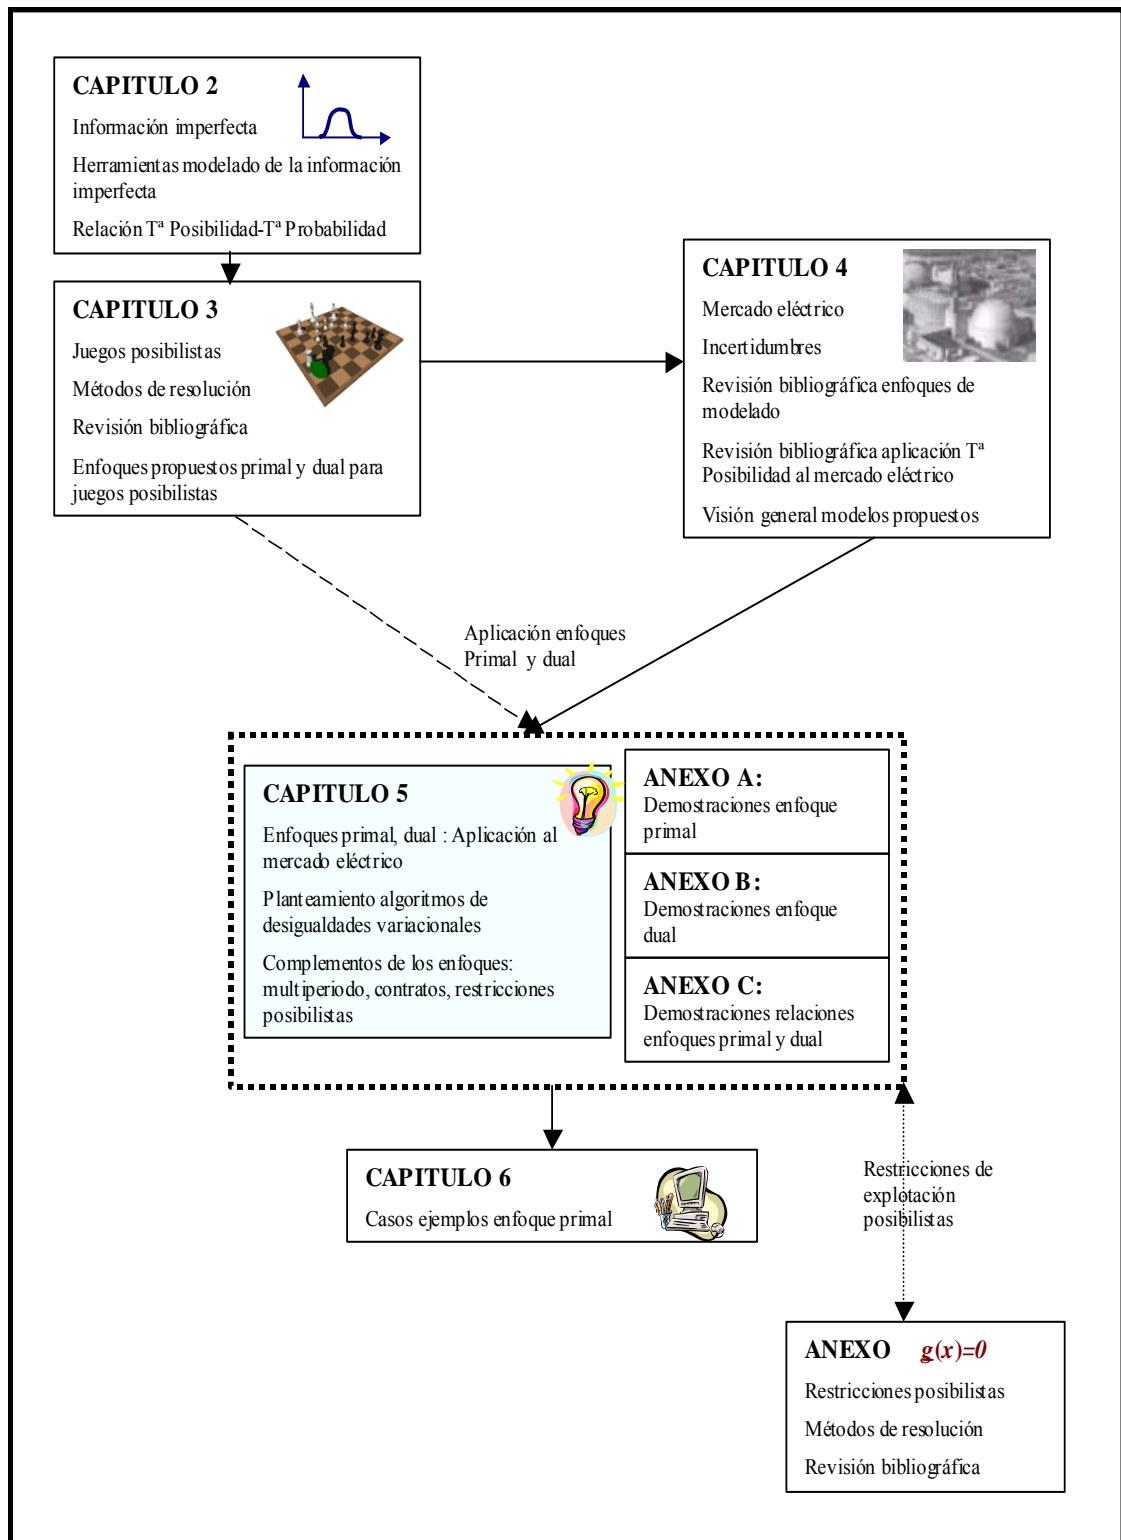 CAPITULO 2
Información imperfecta
Herramientas modelado de la información
imperfecta
Relación Tª Posibilidad-Tª Probabilidad
CAPITULO 3
Juegos posibilistas
Métodos de resolución
Revisión bibliográfica
Enfoques propuestos primal y dual para
juegos posibilistas
CAPITULO 4
Mercado eléctrico
Incertidumbres
Revisión bibliográfica enfoques de
modelado
Revisión bibliográfica aplicación Tª
Posibilidad al mercado eléctrico
Visión general modelos propuestos
Aplicación enfoques
Primal y dual
CAPITULO 5
Enfoques primal, dual : Aplicación al
mercado eléctrico
Planteamiento algoritmos de
desigualdades variacionales
Complementos de los enfoques:
multiperiodo, contratos, restricciones
posibilistas
ANEXO A:
Demostraciones enfoque
primal
ANEXO B:
Demostraciones enfoque
dual
ANEXO C:
Demostraciones relaciones
enfoques primal y dual
CAPITULO 6
Casos ejemplos enfoque primal
Restricciones de
explotación
posibilistas
ANEXO g(x)=0
Restricciones posibilistas
Métodos de resolución
Revisión bibliográfica